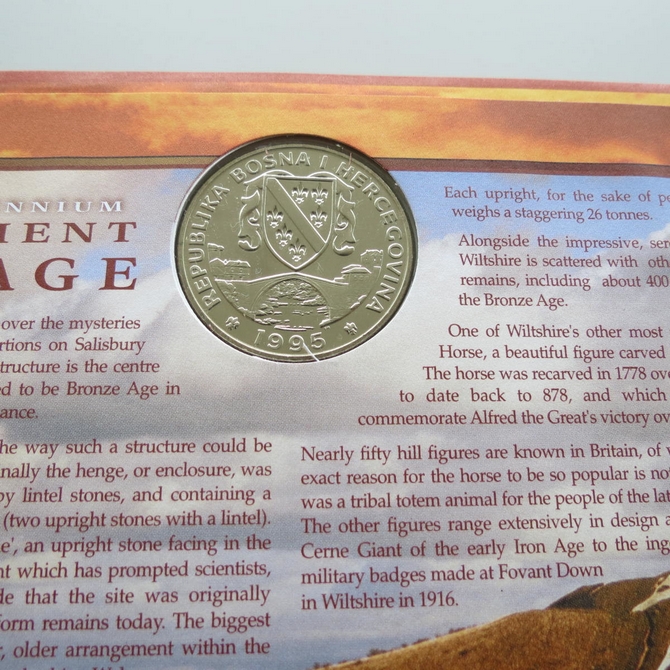 NNIUM
IENT
AGE
over the mysteries
rtions on Salisbury
tructure is the centre
ed to be Bronze Age in
ance.
he way such a structure could be
nally the henge, or enclosure, was
by lintel stones, and containing a
(two upright stones with a lintel).
e', an upright stone facing in the
nt which has prompted scientists,
de that the site was originally
form remains today. The biggest
r, older arrangement within the
REPUBLIKA BOSNA I HERCEGOVINA
1995
Each upright, for the sake of pe
weighs a staggering 26 tonnes.
Alongside the impressive, ser
Wiltshire is scattered with oth
remains, including about 400
the Bronze Age.
One of Wiltshire's other most
Horse, a beautiful figure carved
The horse was recarved in 1778 ove
to date back to 878, and which
commemorate Alfred the Great's victory ov
Nearly fifty hill figures are known in Britain, of w
exact reason for the horse to be so popular is not
was a tribal totem animal for the people of the lat
The other figures range extensively in design
Cerne Giant of the early Iron Age to the ing
military badges made at Fovant Down
in Wiltshire in 1916.